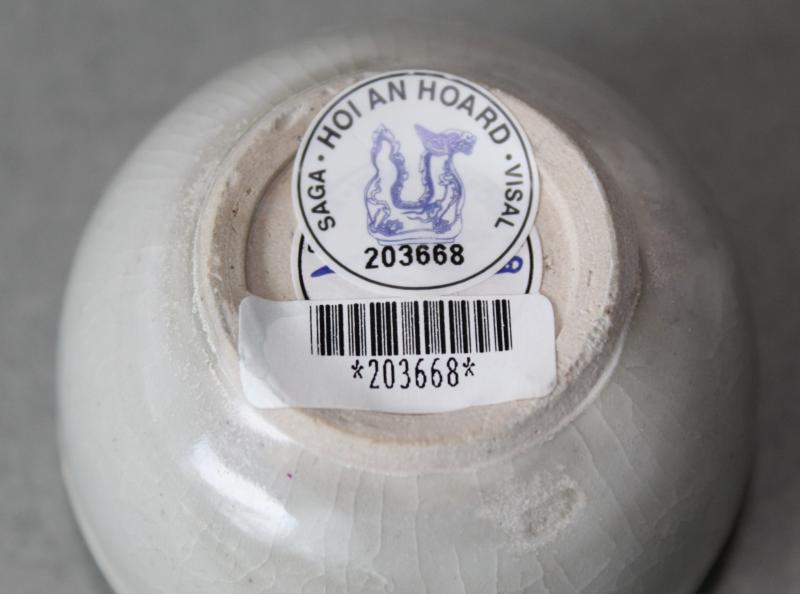 SAGA · HOI AN HOARD · VISAL
203668
*203668*